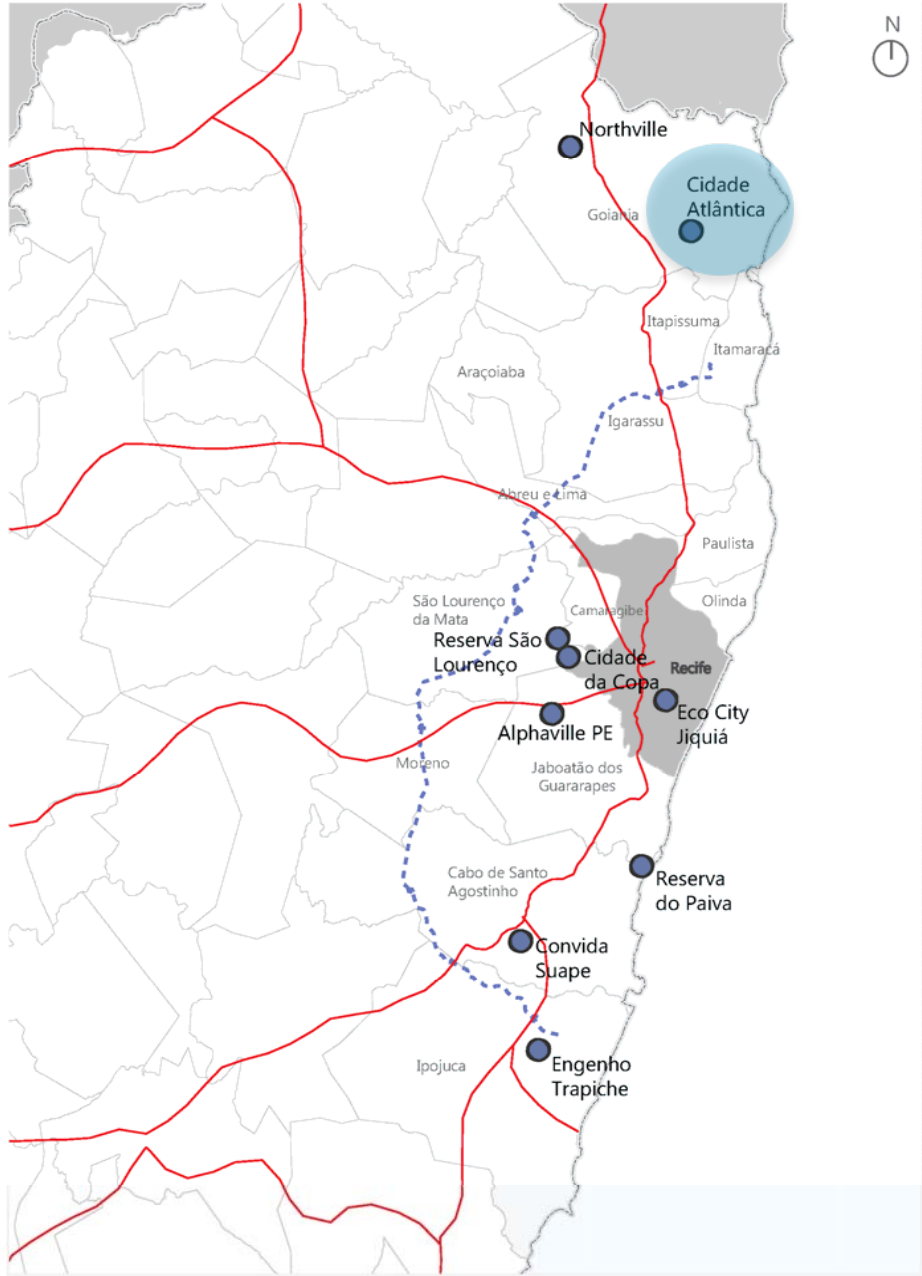 N
Northville
Cidade
Atlântica
Goiania
Itapissuma
Itamaracá
Araçoiaba
Igarassu
Abreu e Lima
Paulista
São Lourenço
da Mata
Camaragibe
Olinda
Reserva São
Lourenço
Cidade
da Copa
Recife
Eco City
Jiquiá
Alphaville PE
Moreno
Jaboatão dos
Guararapes
Cabo de Santo
Agostinho
Reserva
do Paiva
Convida
Suape
Ipojuca
Engenho
Trapiche